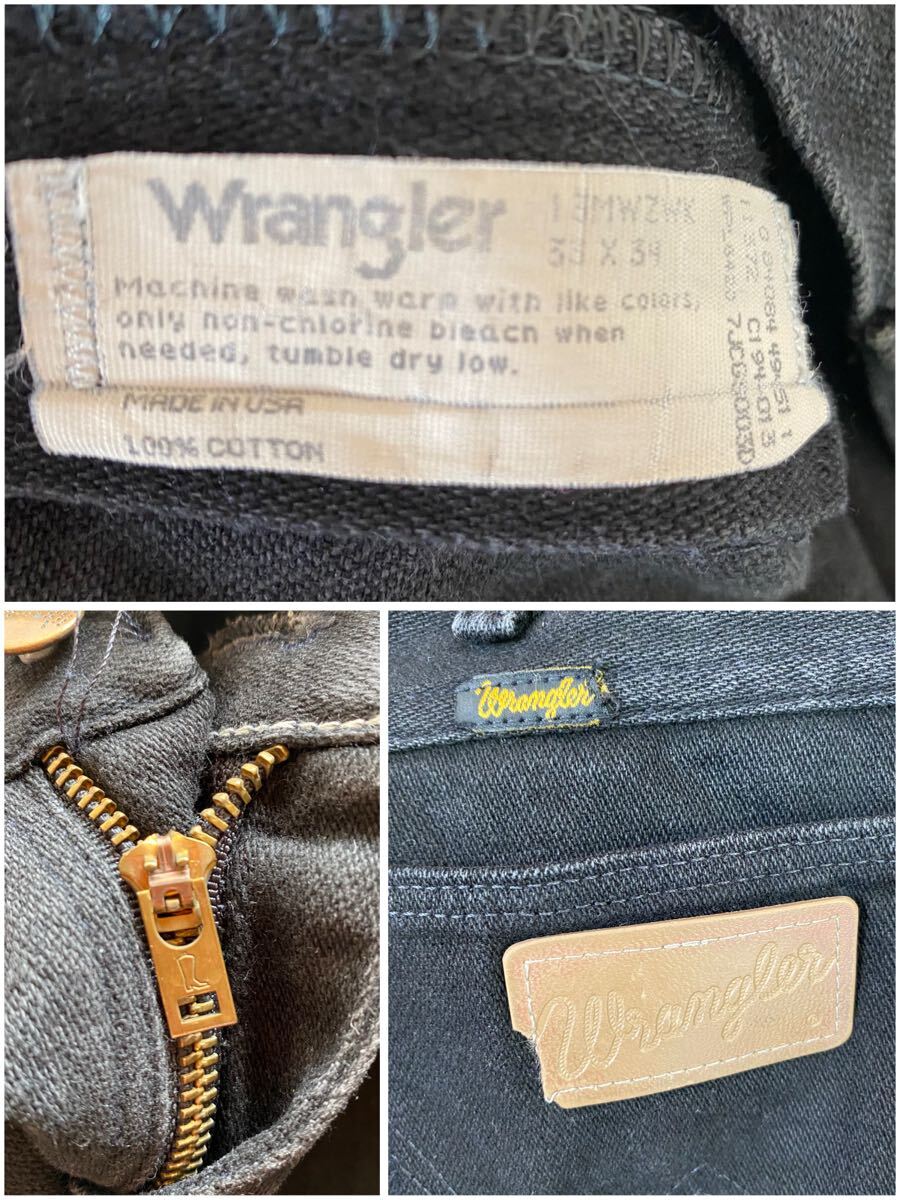 Wrangler
13MWZWK
33 X 34
Machine wash warm with like colors,
only non-chlorine bleach when
needed, tumble dry low.
MADE IN USA
100% COTTON
Wrangler
Wrangler